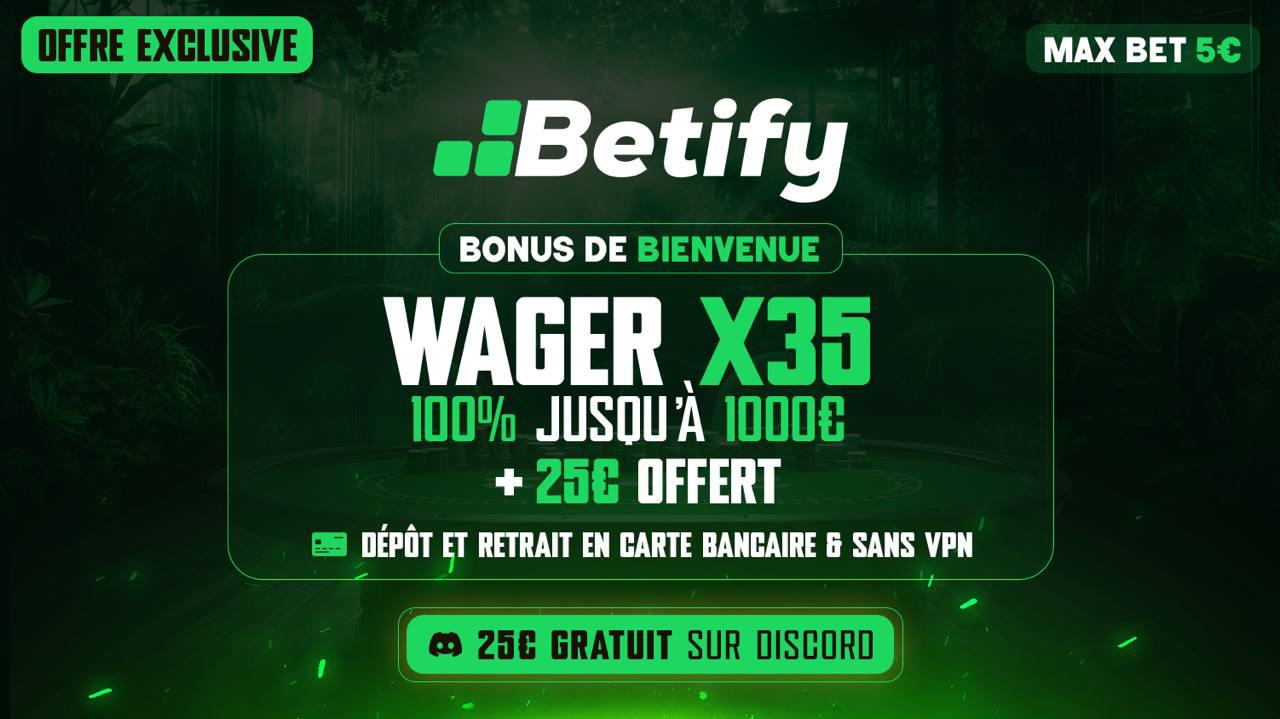 OFFRE EXCLUSIVE
MAX BET 5€
Betify
BONUS DE BIENVENUE
WAGER X35
100% JUSQU'À 1000€
+ 25€ OFFERT
DÉPÔT ET RETRAIT EN CARTE BANCAIRE & SANS VPN
25€ GRATUIT SUR DISCORD